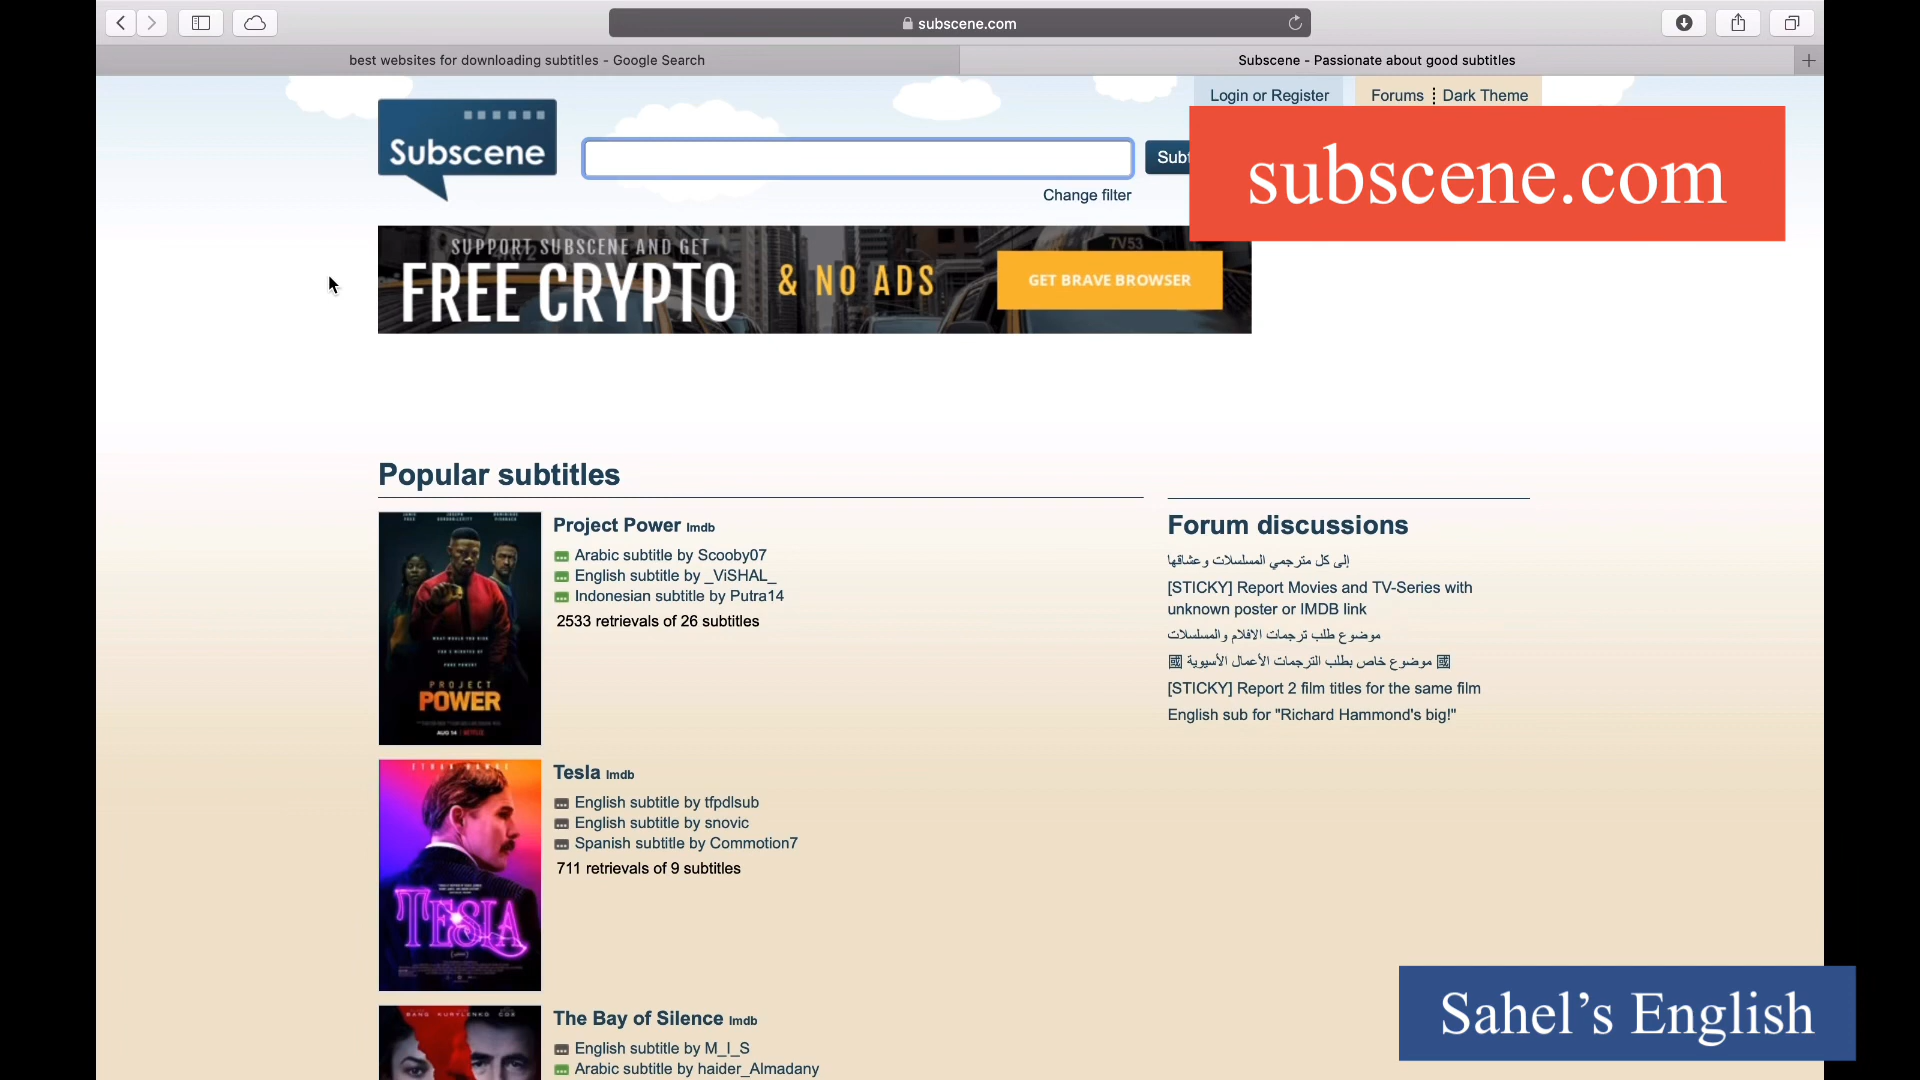 subscene.com
best websites for downloading subtitles - Google Search
Subscene - Passionate about good subtitles
Login or Register
Forums
Dark Theme
Subscene
Change filter
subscene.com
SUPPORT SUBSCENE AND GET
FREE CRYPTO
& NO ADS
GET BRAVE BROWSER
7V53
Popular subtitles
Project Power Imdb
Arabic subtitle by Scooby07
English subtitle by _ViSHAL_
Indonesian subtitle by Putra14
2533 retrievals of 26 subtitles
PROJECT
POWER
AUG 14 NETFLIX
Forum discussions
إلى كل مترجمي المسلسلات و عشاقها
[STICKY] Report Movies and TV-Series with
unknown poster or IMDB link
موضوع طلب ترجمات الافلام والمسلسلات
國 موضوع خاص بطلب الترجمات الأعمال الأسيوية 國
[STICKY] Report 2 film titles for the same film
English sub for "Richard Hammond's big!"
Tesla Imdb
English subtitle by tfpdlsub
English subtitle by snovic
Spanish subtitle by Commotion7
711 retrievals of 9 subtitles
TESLA
The Bay of Silence Imdb
English subtitle by M_I_S
Arabic subtitle by haider_Almadany
BANG KURYLENKO COX
Sahel's English